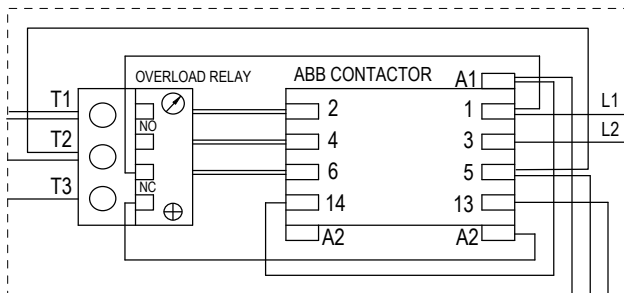 OVERLOAD RELAY
ABB CONTACTOR
A1
T1
2
1
L1
NO
T2
4
3
L2
6
5
T3
NC
14
13
A2
A2